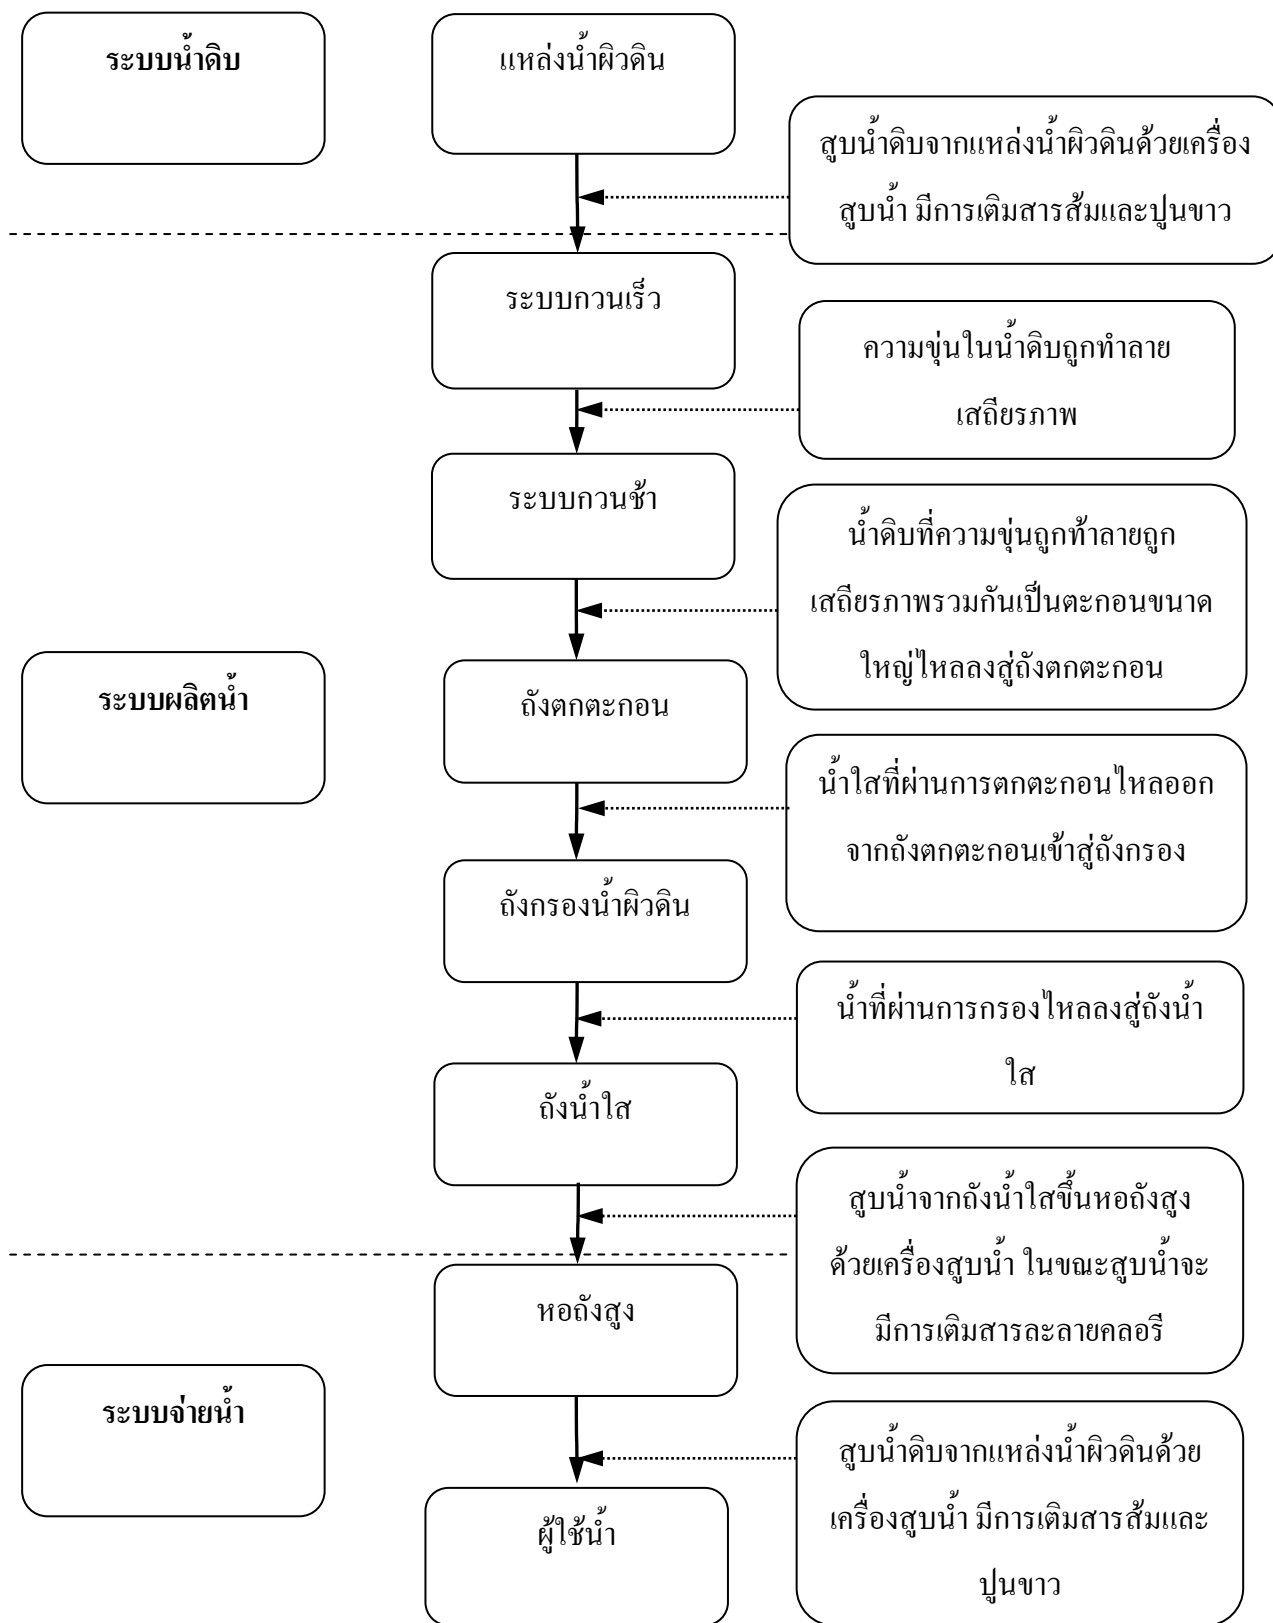 ระบบน้ำดิบ
แหล่งน้ำผิวดิน
สูบน้ำดิบจากแหล่งน้ำผิวดินด้วยเครื่อง
สูบน้ำ มีการเติมสารส้มและปูนขาว
ระบบกวนเร็ว
ความขุ่นในน้ำดิบถูกทำลาย
เสถียรภาพ
ระบบกวนช้า
น้ำดิบที่ความขุ่นถูกท้าลายถูก
เสถียรภาพรวมกันเป็นตะกอนขนาด
ใหญ่ไหลลงสู่ถังตกตะกอน
ระบบผลิตน้ำ
ถังตกตะกอน
น้ำใสที่ผ่านการตกตะกอนไหลออก
จากถังตกตะกอนเข้าสู่ถังกรอง
ถังกรองน้ำผิวดิน
น้ำที่ผ่านการกรองไหลลงสู่ถังน้ำ
ใส
ถังน้ำใส
สูบน้ำจากถังน้ำใสขึ้นหอถังสูง
ด้วยเครื่องสูบน้ำ ในขณะสูบน้ำจะ
มีการเติมสารละลายคลอรี
หอถังสูง
ระบบจ่ายน้ำ
สูบน้ำดิบจากแหล่งน้ำผิวดินด้วย
เครื่องสูบน้ำ มีการเติมสารส้มและ
ปูนขาว
ผู้ใช้น้ำ